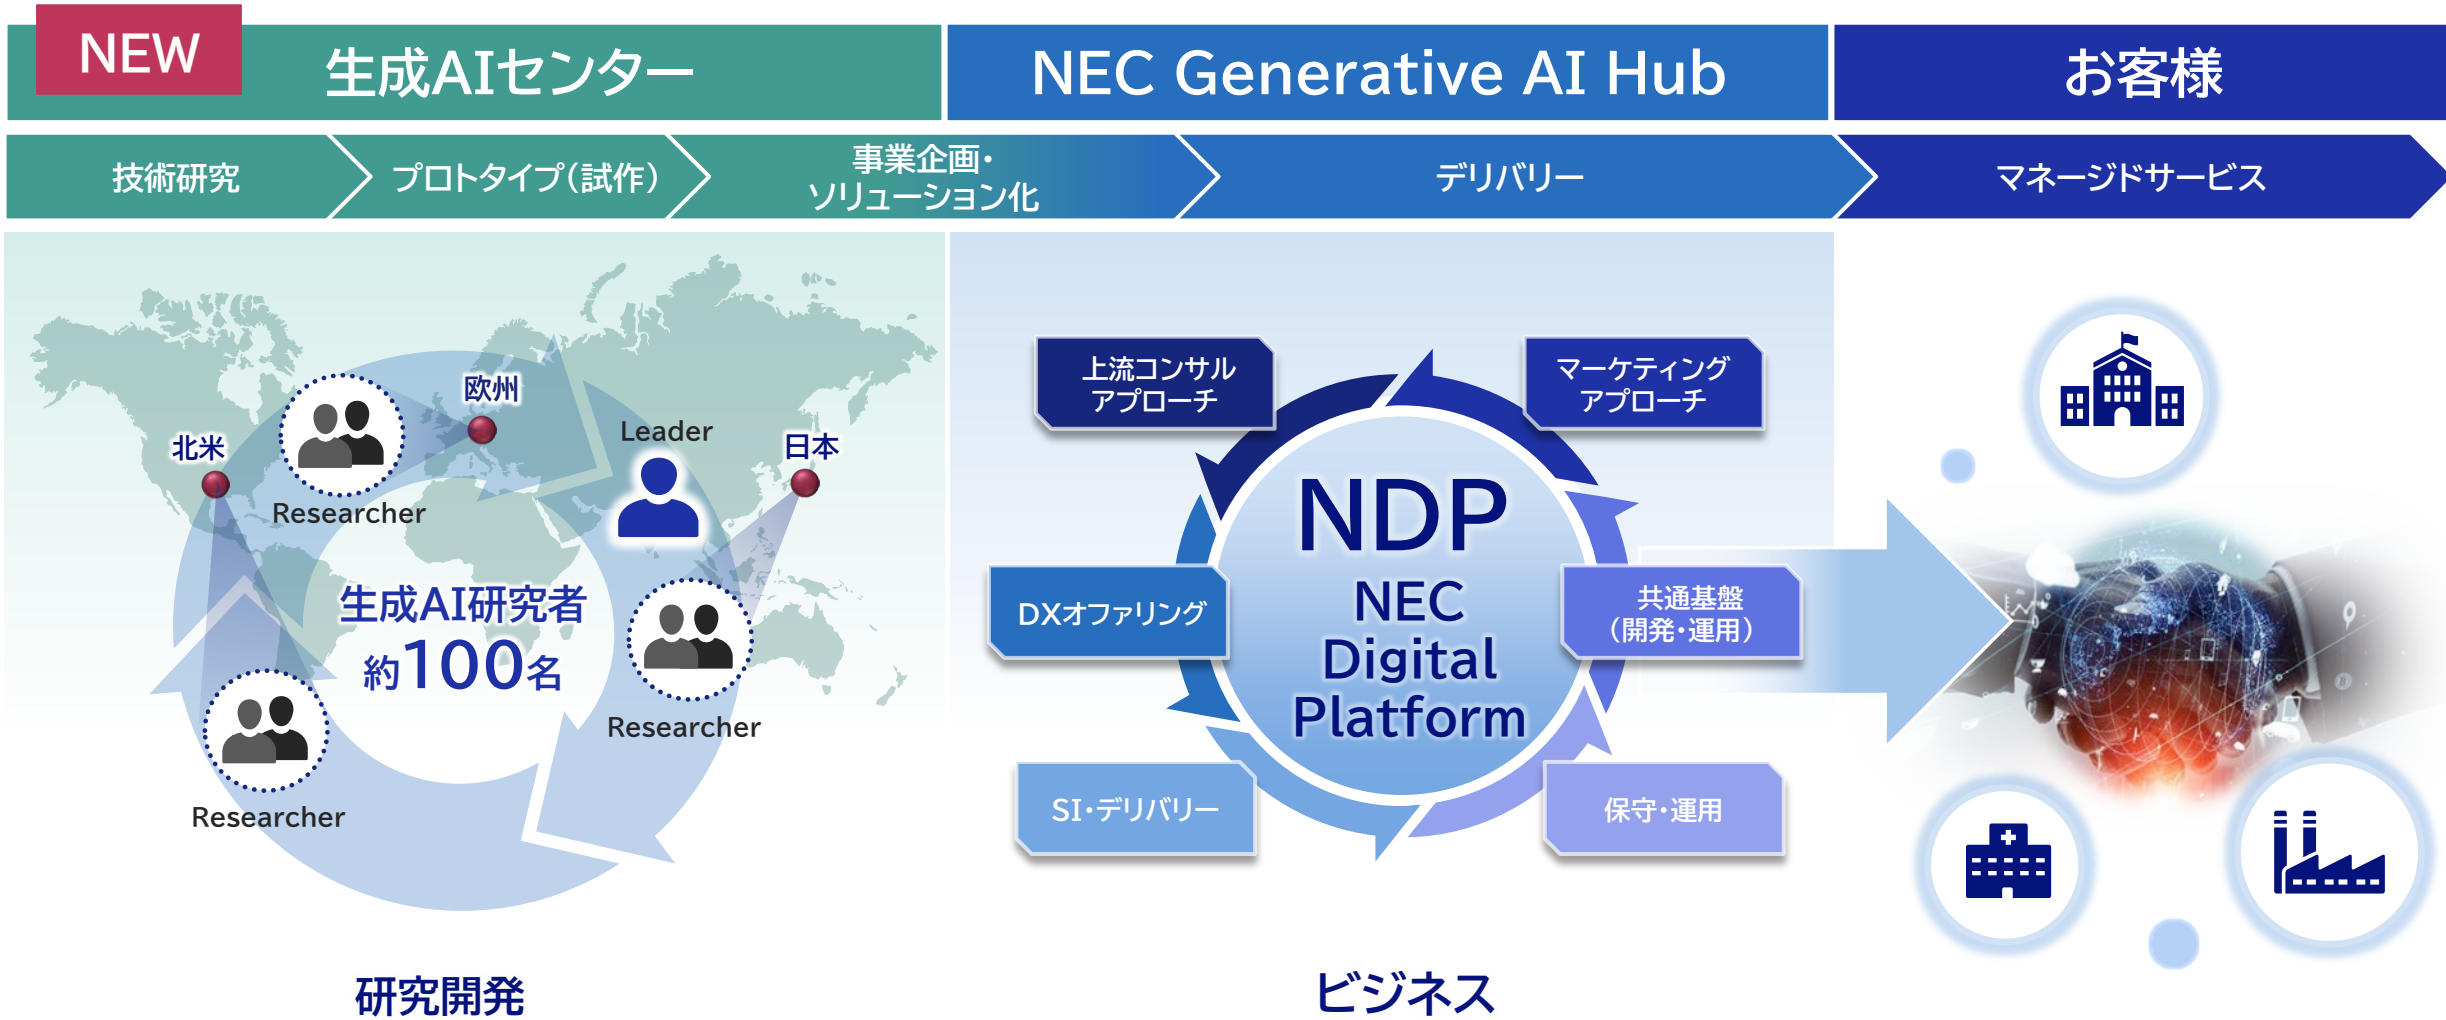 NEW
生成AIセンター
NEC Generative AI Hub
お客様
技術研究
プロトタイプ(試作)
事業企画・
ソリューション化
デリバリー
マネージドサービス
北米
欧州
日本
Leader
Researcher
Researcher
Researcher
生成AI研究者
約100名
研究開発
上流コンサル
アプローチ
マーケティング
アプローチ
DXオファリング
共通基盤
(開発・運用)
SI・デリバリー
保守・運用
NDP
NEC
Digital
Platform
ビジネス